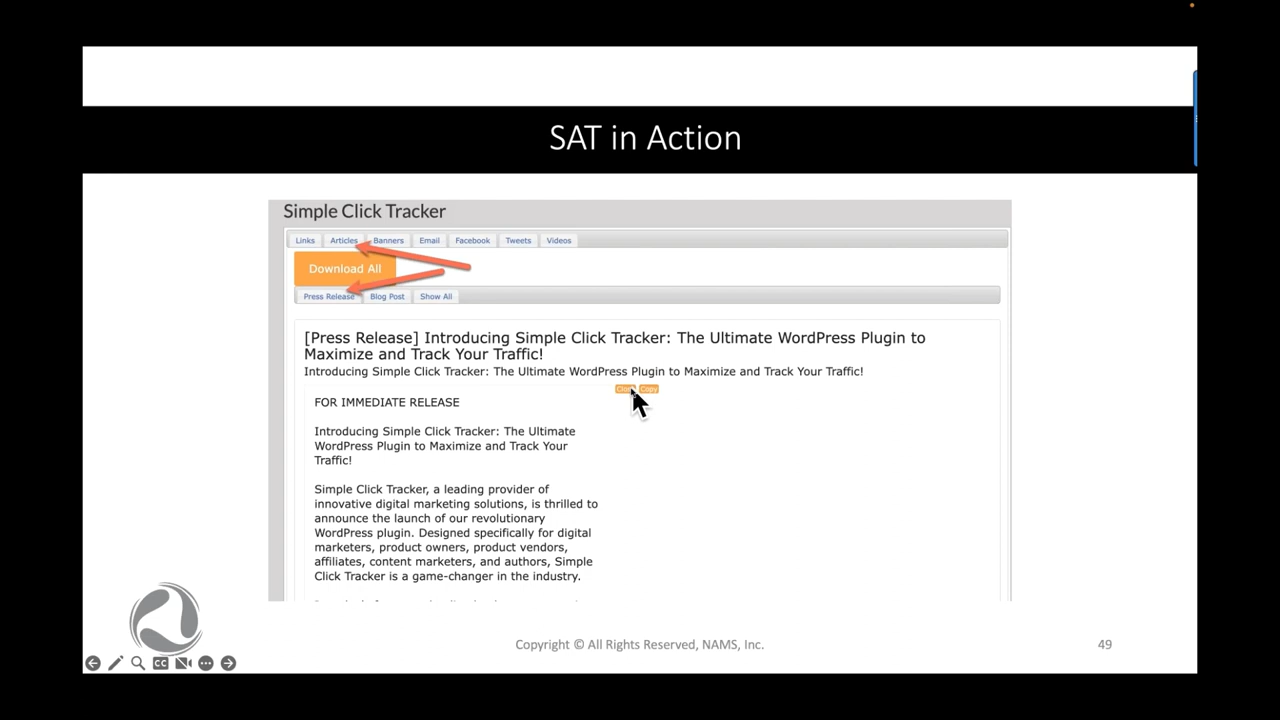 SAT in Action
Simple Click Tracker
Links Articles Banners Email Facebook Tweets Videos
Download All
Press Release Blog Post Show All
[Press Release] Introducing Simple Click Tracker: The Ultimate WordPress Plugin to
Maximize and Track Your Traffic!
Introducing Simple Click Tracker: The Ultimate WordPress Plugin to Maximize and Track Your Traffic!
Copy
FOR IMMEDIATE RELEASE
Introducing Simple Click Tracker: The Ultimate
WordPress Plugin to Maximize and Track Your
Traffic!
Simple Click Tracker, a leading provider of
innovative digital marketing solutions, is thrilled to
announce the launch of our revolutionary
WordPress plugin. Designed specifically for digital
marketers, product owners, product vendors,
affiliates, content marketers, and authors, Simple
Click Tracker is a game-changer in the industry.
Copyright © All Rights Reserved, NAMS, Inc.
49
CC